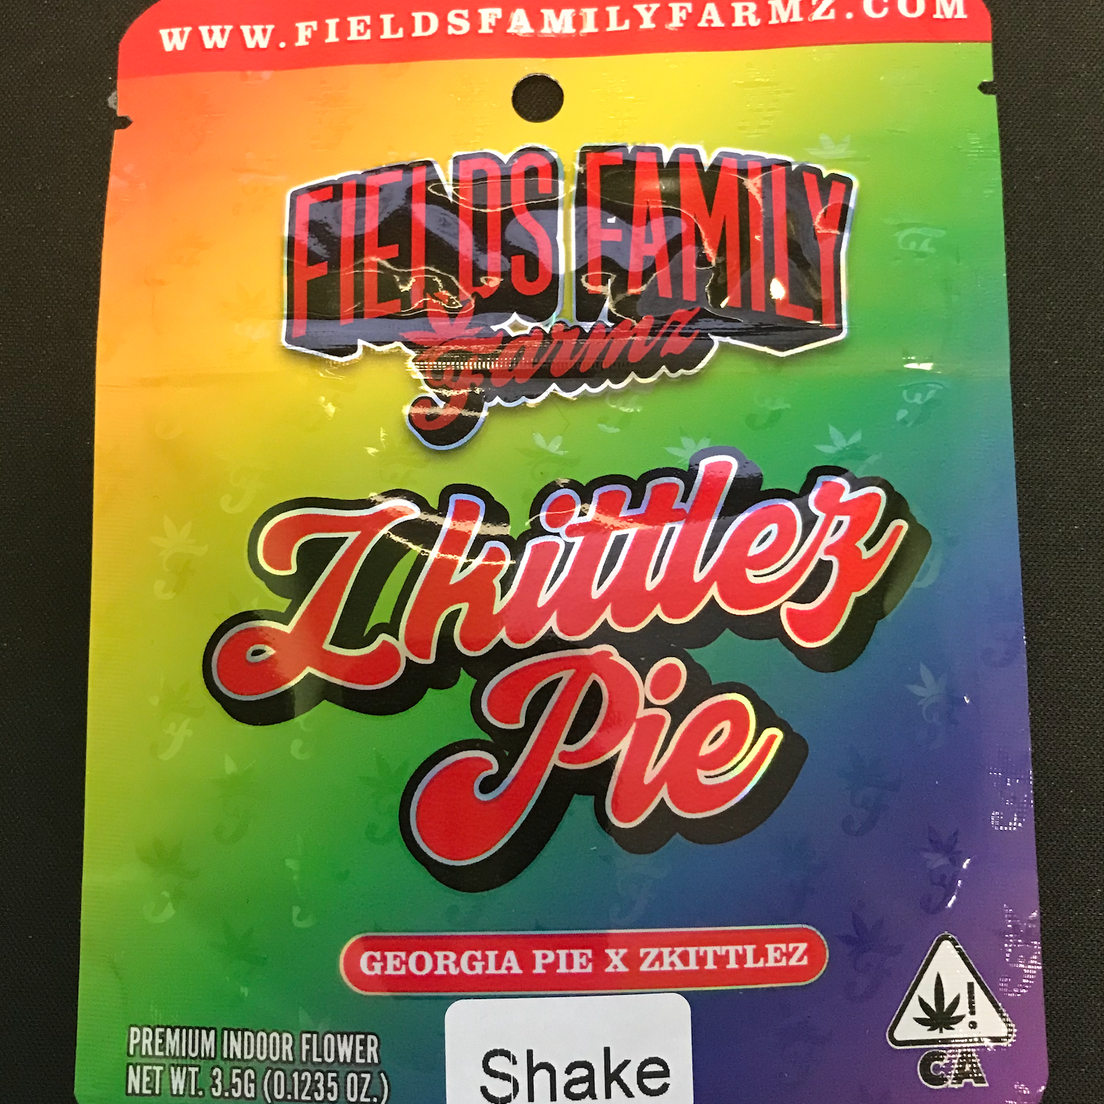 WWW.FIELDSFAMILYFARMZ.COM
FIELDS FAMILY
Farmz
Zkittlez
Pie
GEORGIA PIE X ZKITTLEZ
PREMIUM INDOOR FLOWER
NET WT. 3.5G (0.1235 OZ.)
Shake
!
CA